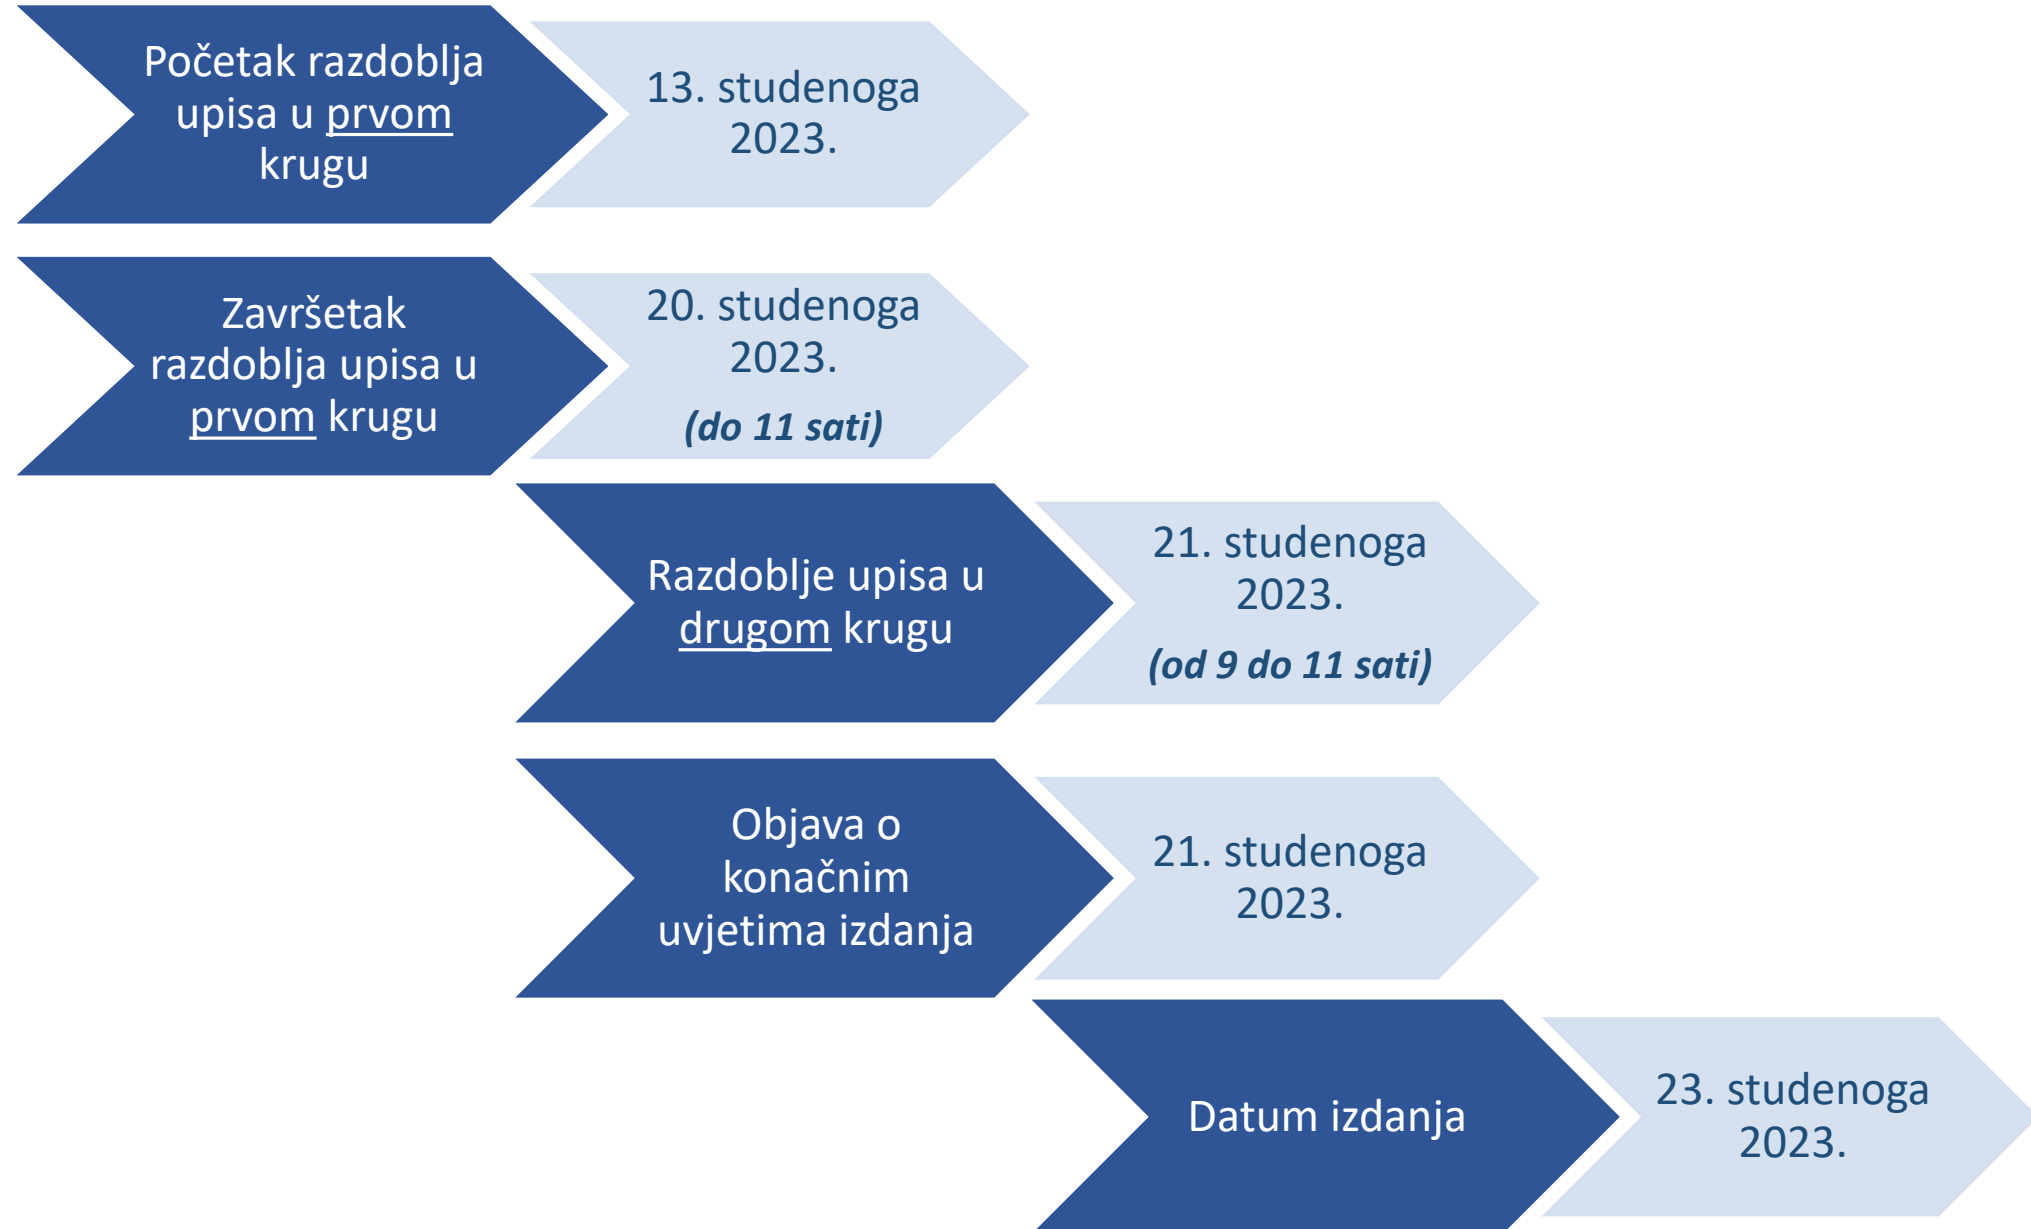 Početak razdoblja
upisa u prvom
krugu
13. studenoga
2023.
Završetak
razdoblja upisa u
prvom krugu
20. studenoga
2023.
(do 11 sati)
Razdoblje upisa u
drugom krugu
21. studenoga
2023.
(od 9 do 11 sati)
Objava o
konačnim
uvjetima izdanja
21. studenoga
2023.
Datum izdanja
23. studenoga
2023.